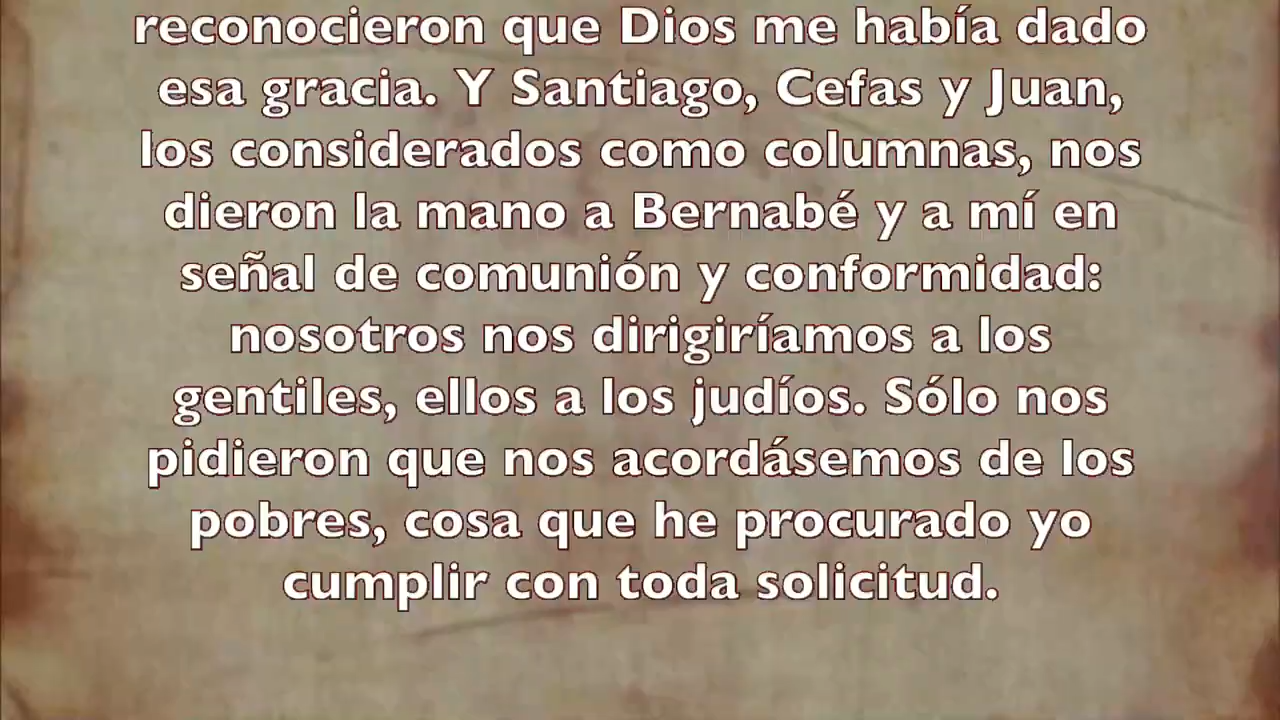 reconocieron que Dios me había dado
esa gracia. Y Santiago, Cefas y Juan,
los considerados como columnas, nos
dieron la mano a Bernabé y a mí en
señal de comunión y conformidad:
nosotros nos dirigiríamos a los
gentiles, ellos a los judíos. Sólo nos
pidieron que nos acordásemos de los
pobres, cosa que he procurado yo
cumplir con toda solicitud.